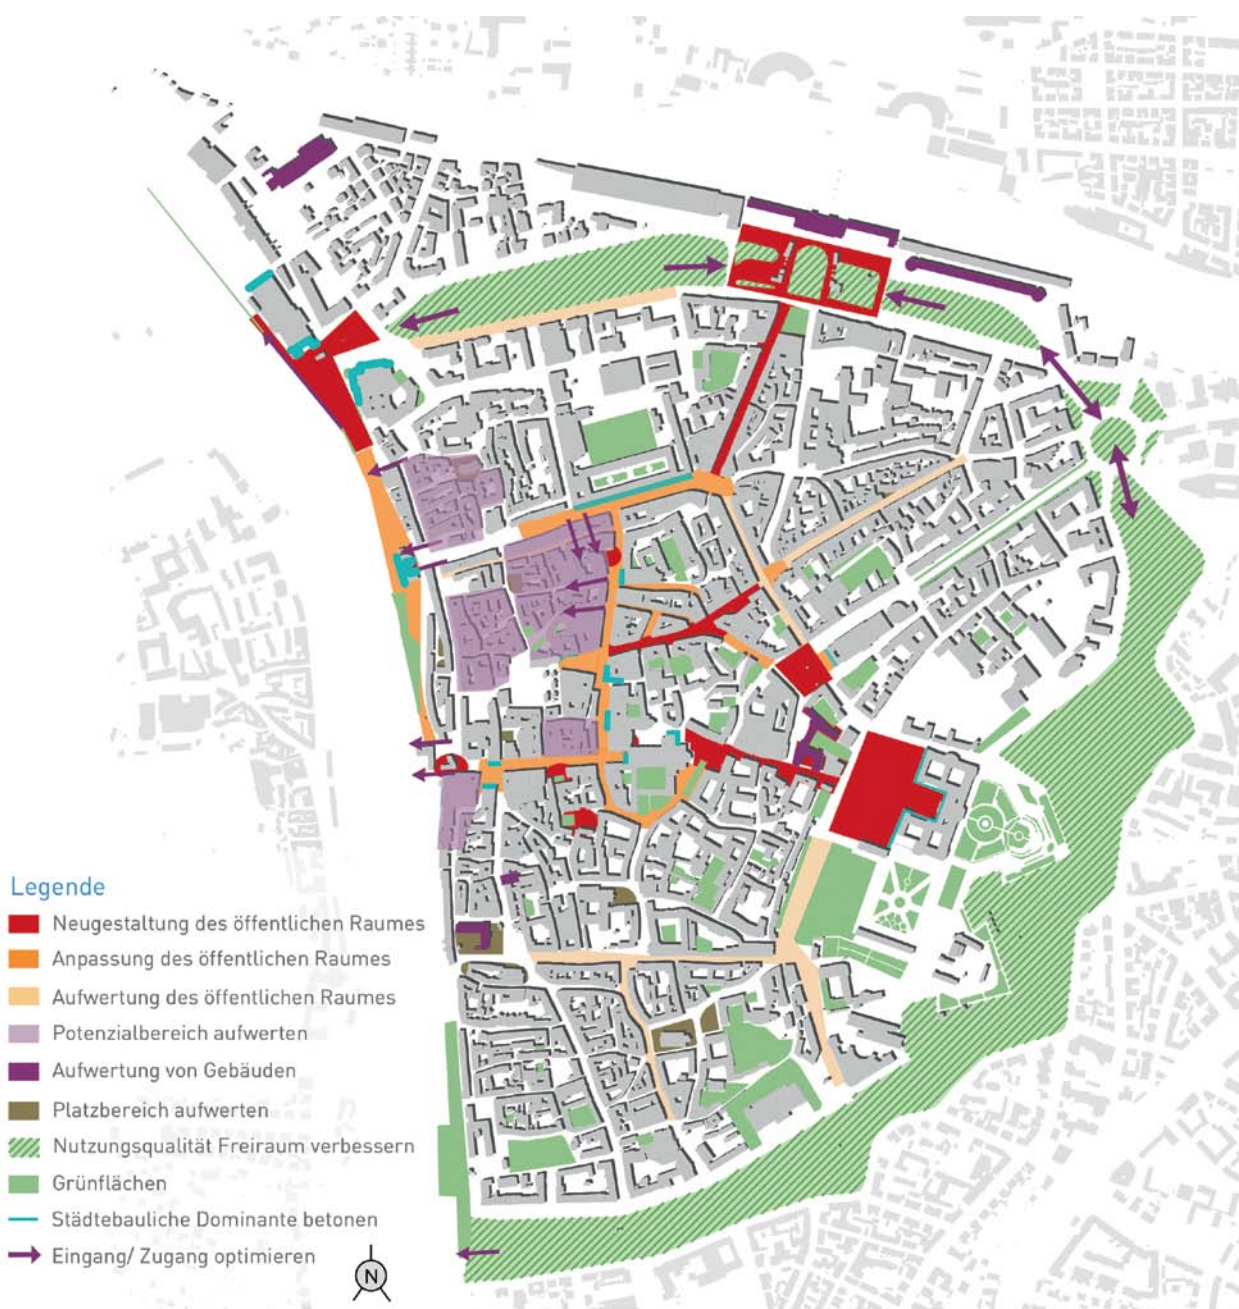 Legende
Neugestaltung des öffentlichen Raumes
Anpassung des öffentlichen Raumes
Aufwertung des öffentlichen Raumes
Potenzialbereich aufwerten
Aufwertung von Gebäuden
Platzbereich aufwerten
Nutzungsqualität Freiraum verbessern
Grünflächen
Städtebauliche Dominante betonen
Eingang/ Zugang optimieren
N